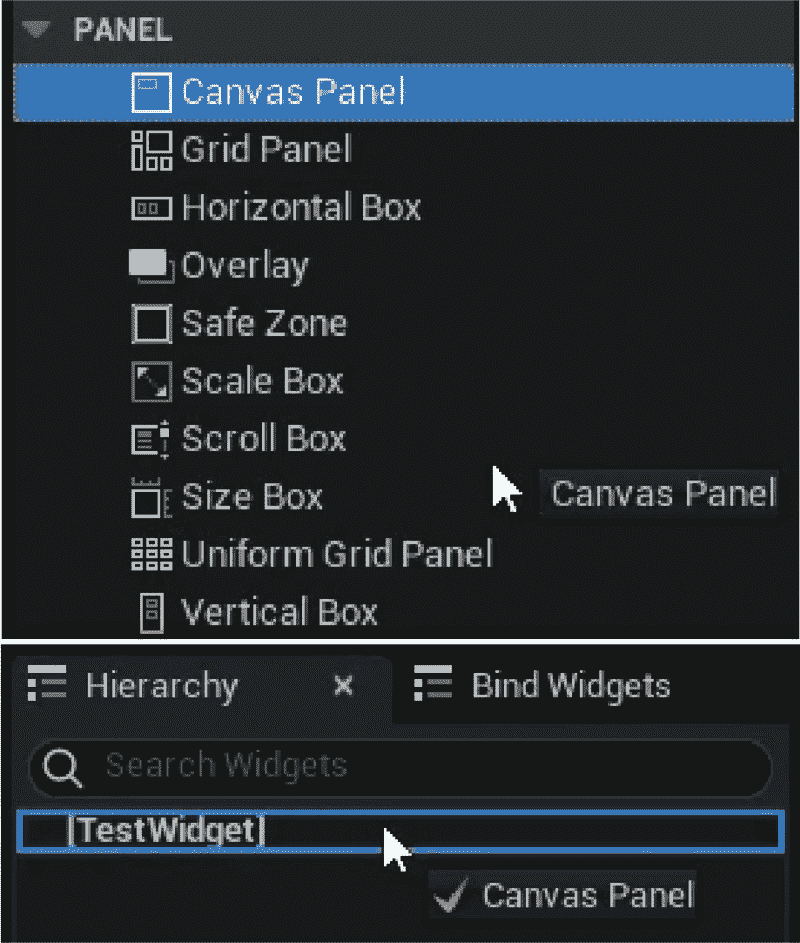 PANEL
Canvas Panel
Grid Panel
Horizontal Box
Overlay
Safe Zone
Scale Box
Scroll Box
Canvas Panel
Size Box
Uniform Grid Panel
Vertical Box
Hierarchy × Bind Widgets
Search Widgets
[TestWidget]
Canvas Panel